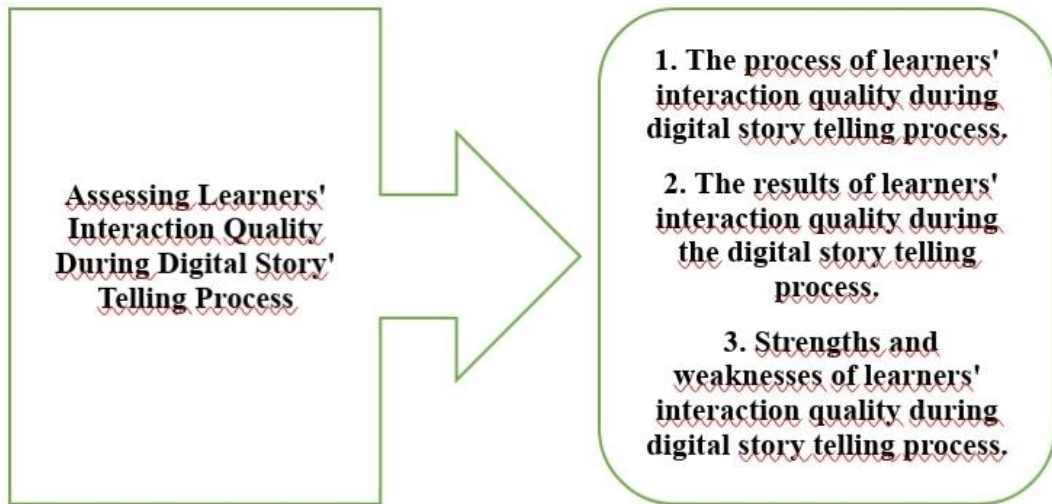 Assessing Learners'
Interaction Quality
During Digital Story'
Telling Process
1. The process of learners'
interaction quality during
digital story telling process.
2. The results of learners'
interaction quality during
the digital story telling
process.
3. Strengths and
weaknesses of learners'
interaction quality during
digital story telling process.